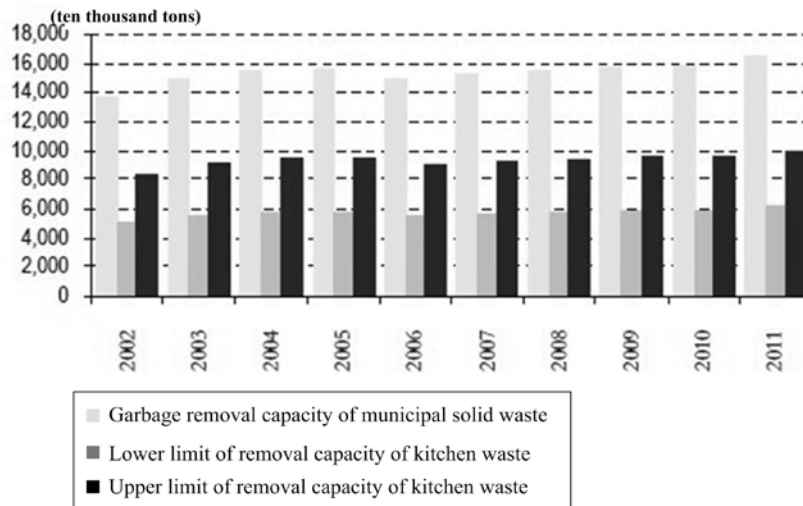 (ten thousand tons)
18,000
16,000
14,000
12,000
10,000
8,000
6,000
4,000
2,000
0
2002 2003 2004 2005 2006 2007 2008 2009 2010 2011
Garbage removal capacity of municipal solid waste
Lower limit of removal capacity of kitchen waste
Upper limit of removal capacity of kitchen waste